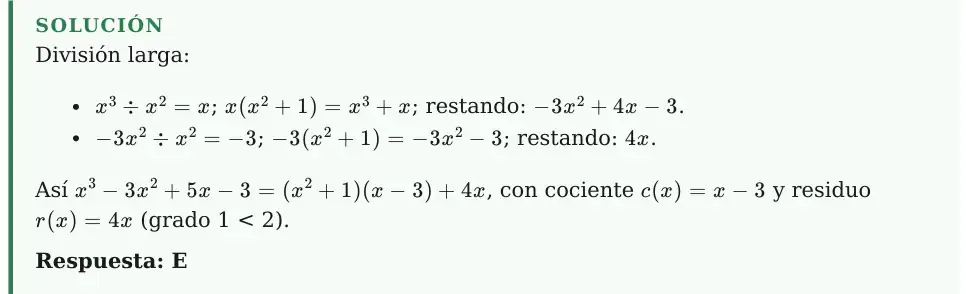 SOLUCIÓN
División larga:
• x³ ÷ x² = x; x(x² + 1) = x³ + x; restando: −3x² + 4x − 3.
• −3x² ÷ x² = −3; −3(x² + 1) = −3x² − 3; restando: 4x.
Así x³ − 3x² + 5x − 3 = (x² + 1)(x − 3) + 4x, con cociente c(x) = x − 3 y residuo
r(x) = 4x (grado 1 < 2).
Respuesta: E